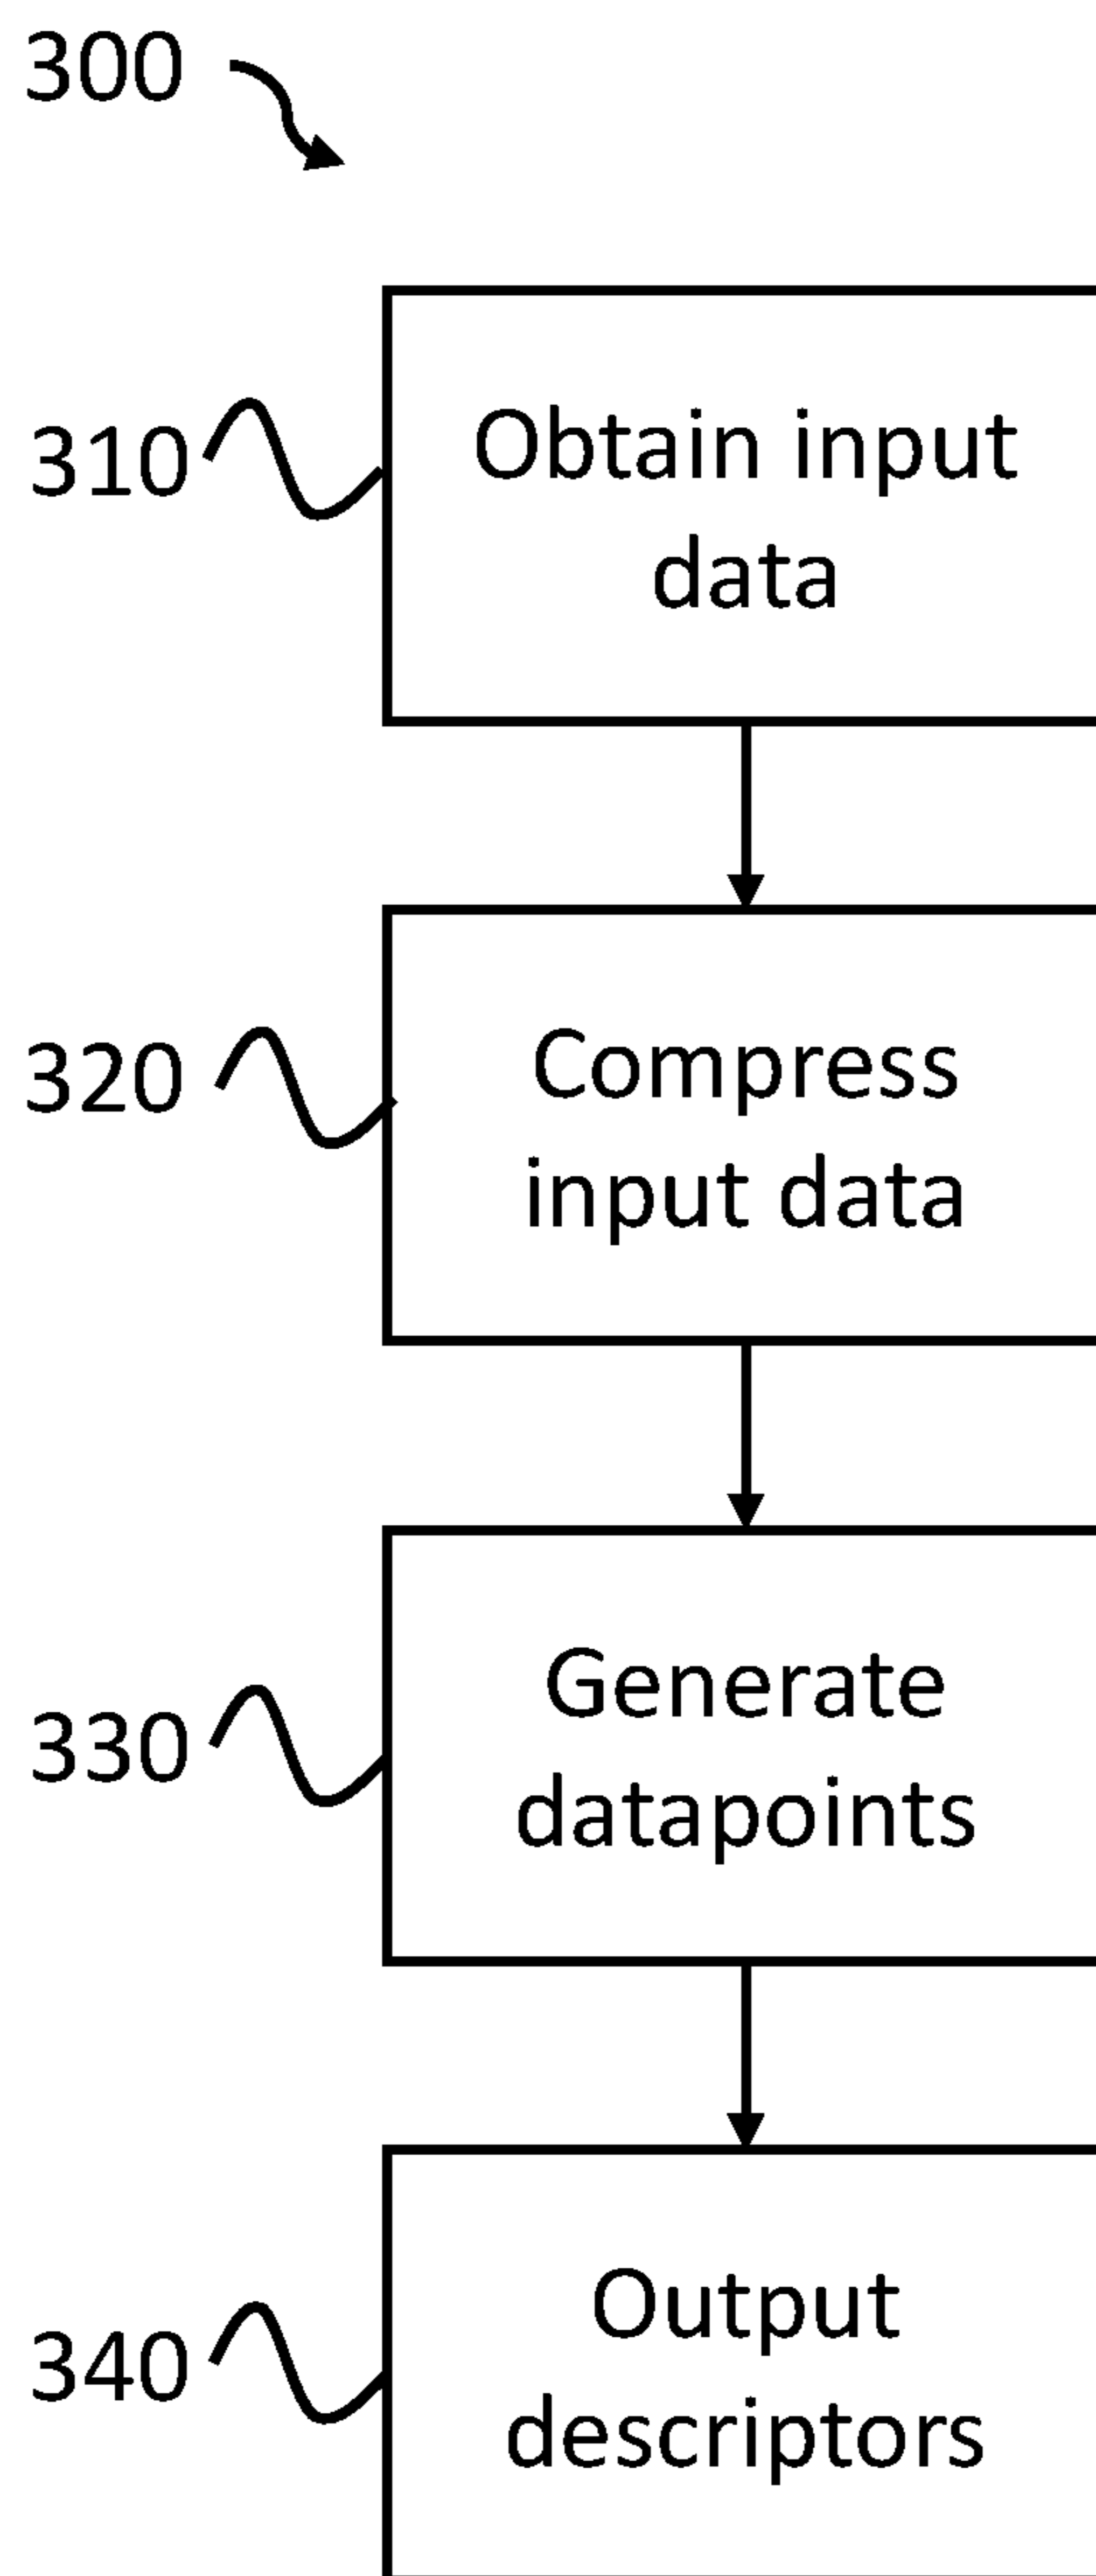 300
310
Obtain input
data
320
Compress
input data
330
Generate
datapoints
340
Output
descriptors